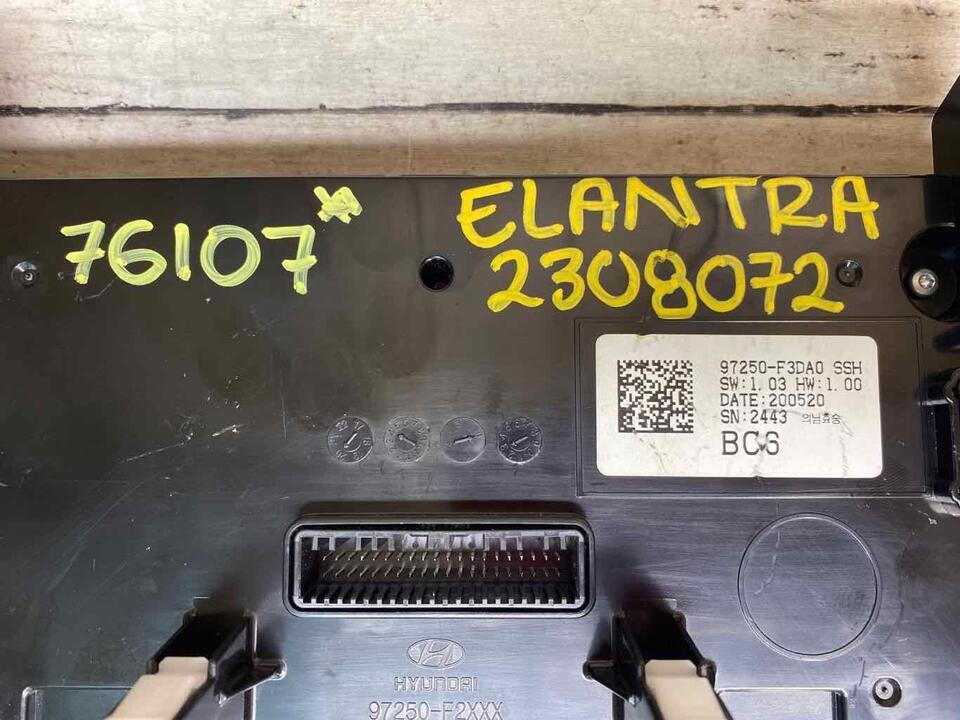 76107*
ELANTRA
2308072
97250-F3DA0 SSH
SW:1.03 HW:1.00
DATE:200520
SN:2443
BC6
HYUNDAI
97250-F2XXX